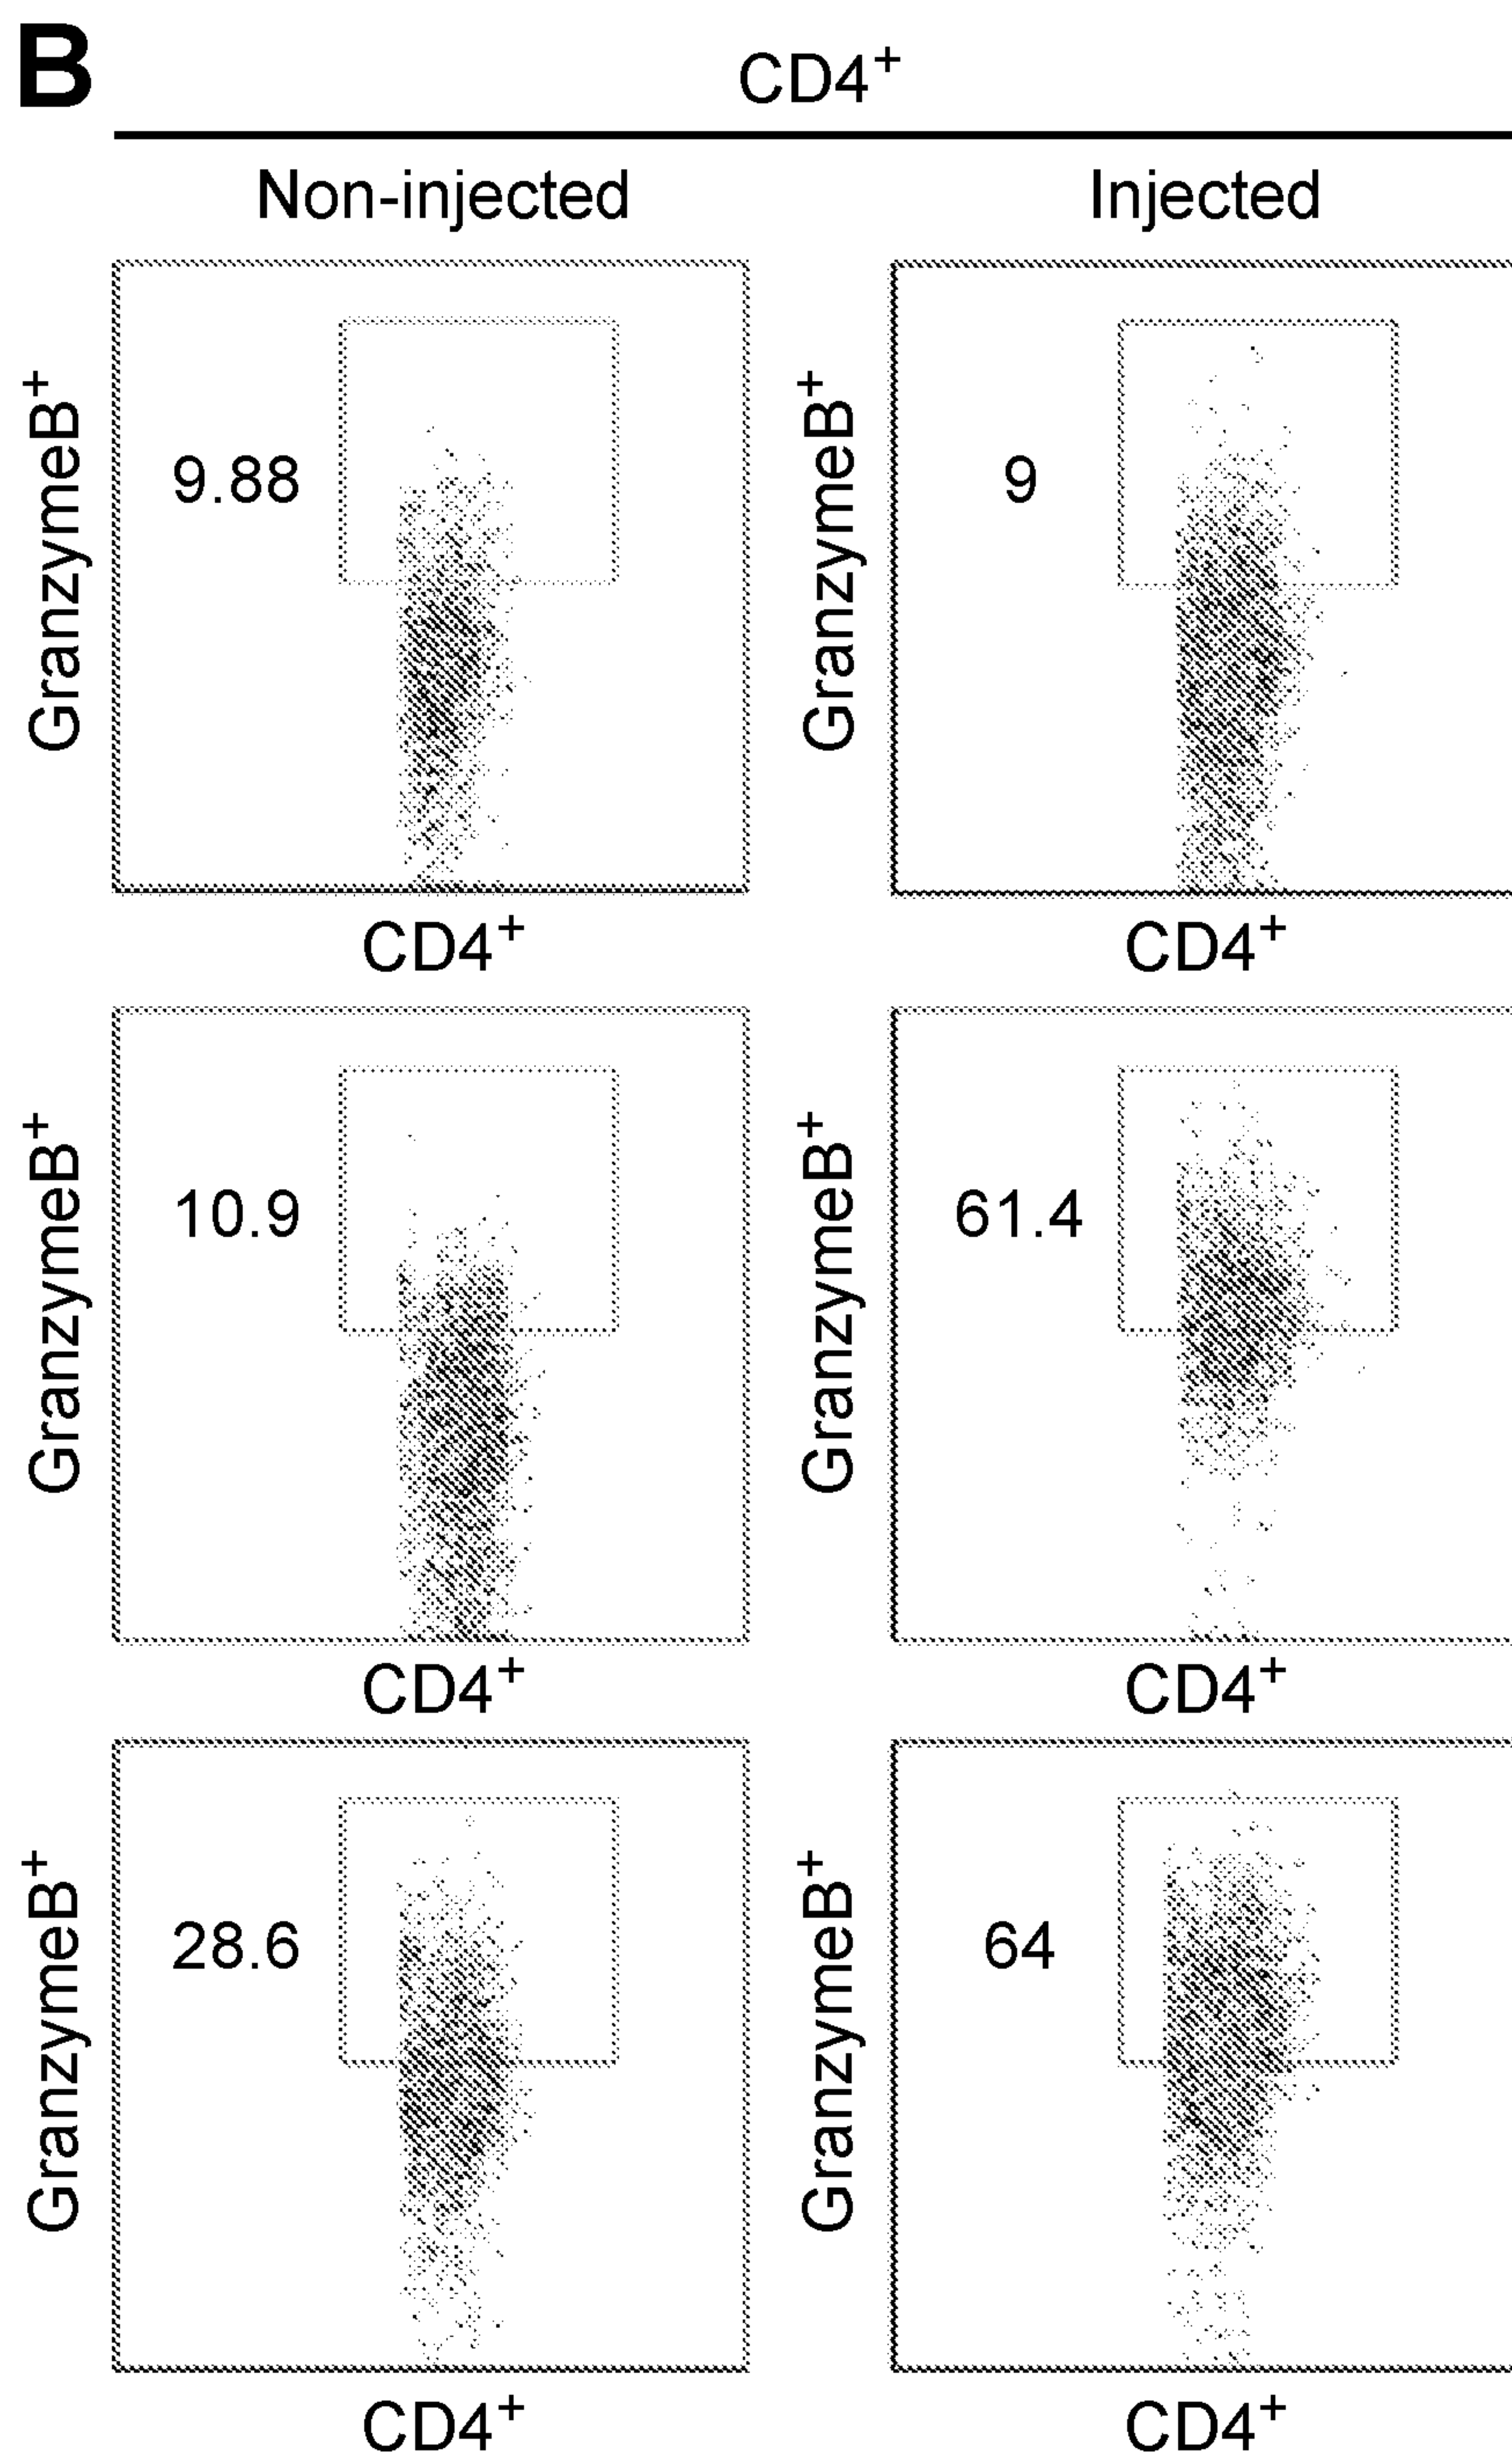 B
CD4⁺
Non-injected Injected
GranzymeB⁺ 9.88 GranzymeB⁺ 9
CD4⁺ CD4⁺
GranzymeB⁺ 10.9 GranzymeB⁺ 61.4
CD4⁺ CD4⁺
GranzymeB⁺ 28.6 GranzymeB⁺ 64
CD4⁺ CD4⁺